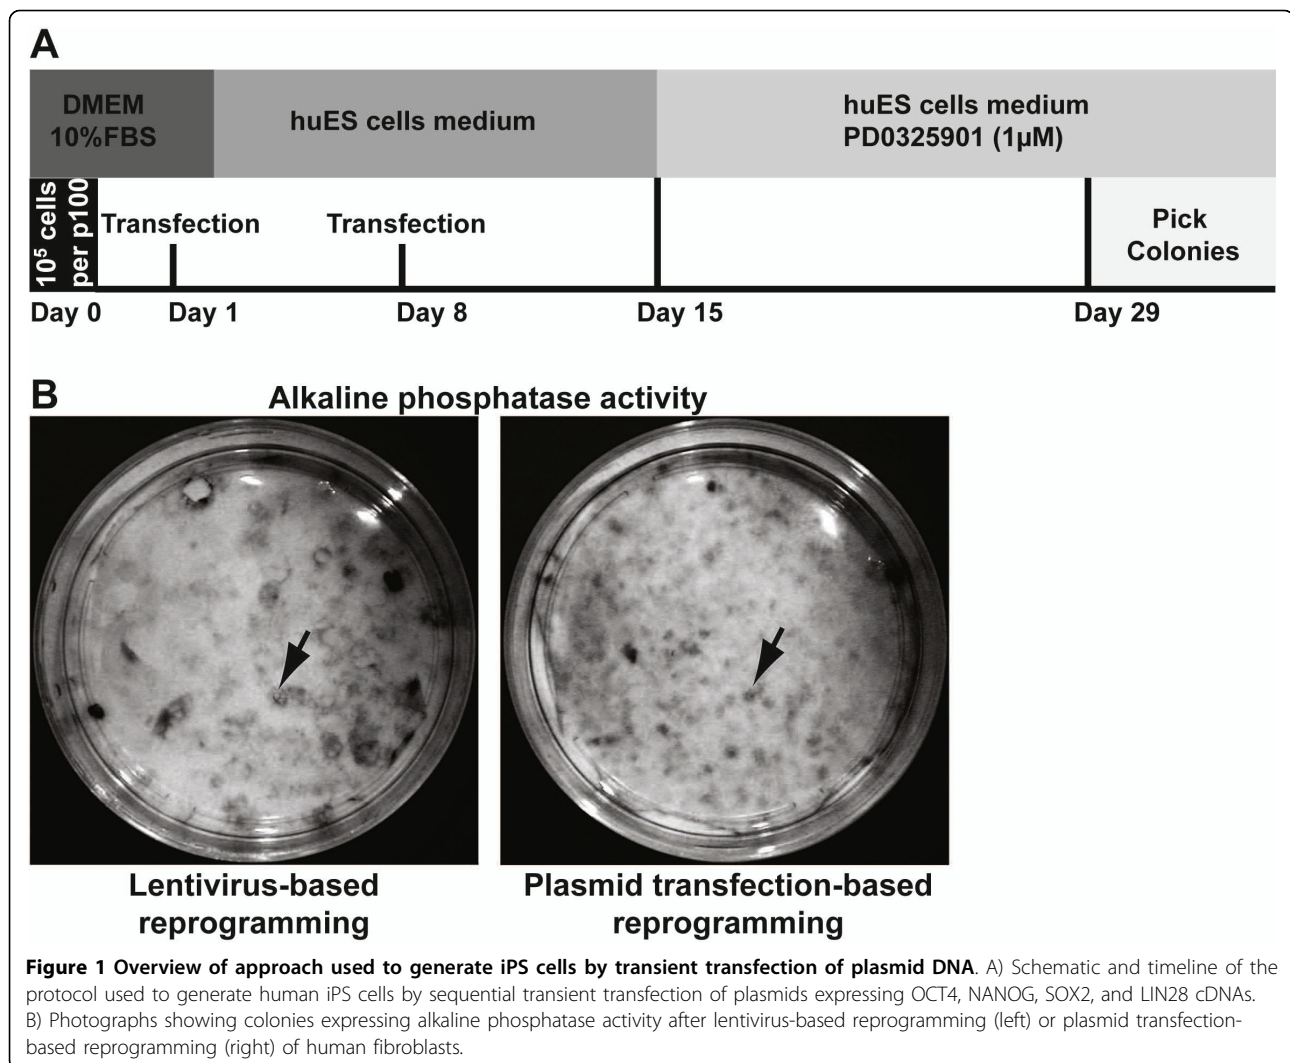 A
DMEM
10%FBS
huES cells medium
huES cells medium
PD0325901 (1µM)
10⁵ cells
per p100
Transfection
Transfection
Pick
Colonies
Day 0
Day 1
Day 8
Day 15
Day 29
B
Alkaline phosphatase activity
Lentivirus-based
reprogramming
Plasmid transfection-based
reprogramming
Figure 1 Overview of approach used to generate iPS cells by transient transfection of plasmid DNA. A) Schematic and timeline of the
protocol used to generate human iPS cells by sequential transient transfection of plasmids expressing OCT4, NANOG, SOX2, and LIN28 cDNAs.
B) Photographs showing colonies expressing alkaline phosphatase activity after lentivirus-based reprogramming (left) or plasmid transfection-
based reprogramming (right) of human fibroblasts.